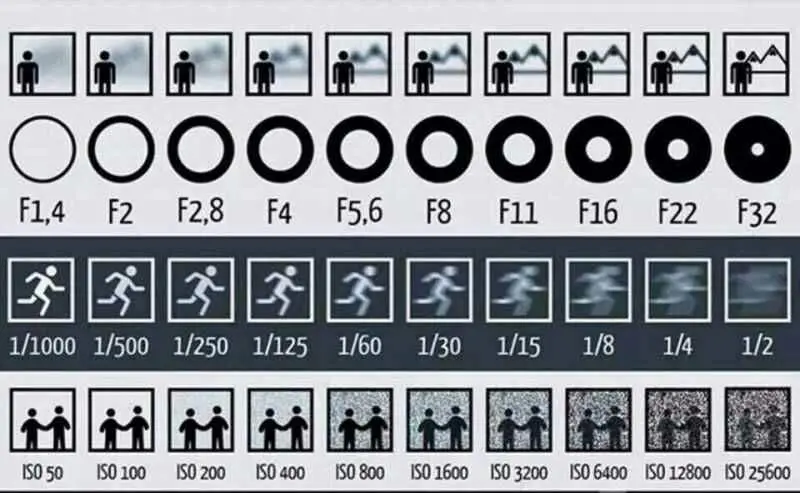 F1,4 F2 F2,8 F4 F5,6 F8 F11 F16 F22 F32
1/1000 1/500 1/250 1/125 1/60 1/30 1/15 1/8 1/4 1/2
ISO 50 ISO 100 ISO 200 ISO 400 ISO 800 ISO 1600 ISO 3200 ISO 6400 ISO 12800 ISO 25600